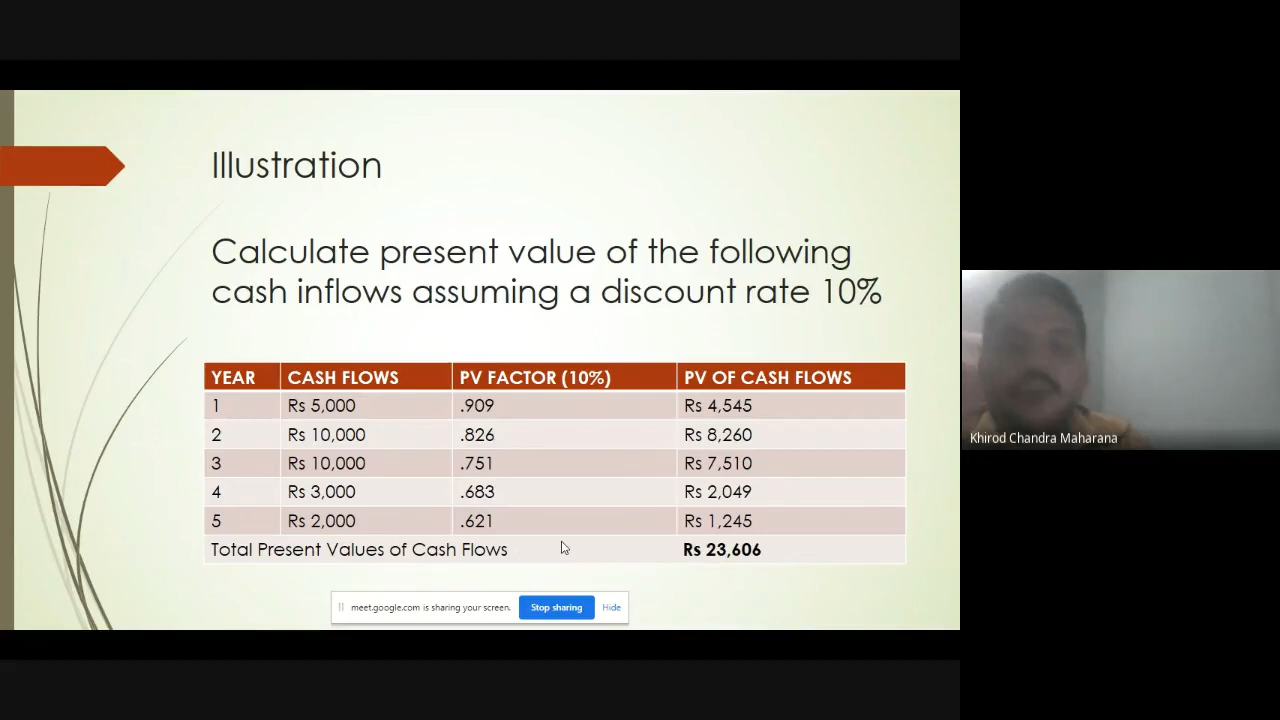 Illustration
Calculate present value of the following
cash inflows assuming a discount rate 10%
YEAR CASH FLOWS PV FACTOR (10%) PV OF CASH FLOWS
1 Rs 5,000 .909 Rs 4,545
2 Rs 10,000 .826 Rs 8,260
3 Rs 10,000 .751 Rs 7,510
4 Rs 3,000 .683 Rs 2,049
5 Rs 2,000 .621 Rs 1,245
Total Present Values of Cash Flows Rs 23,606
meet.google.com is sharing your screen. Stop sharing Hide
Khirod Chandra Maharana